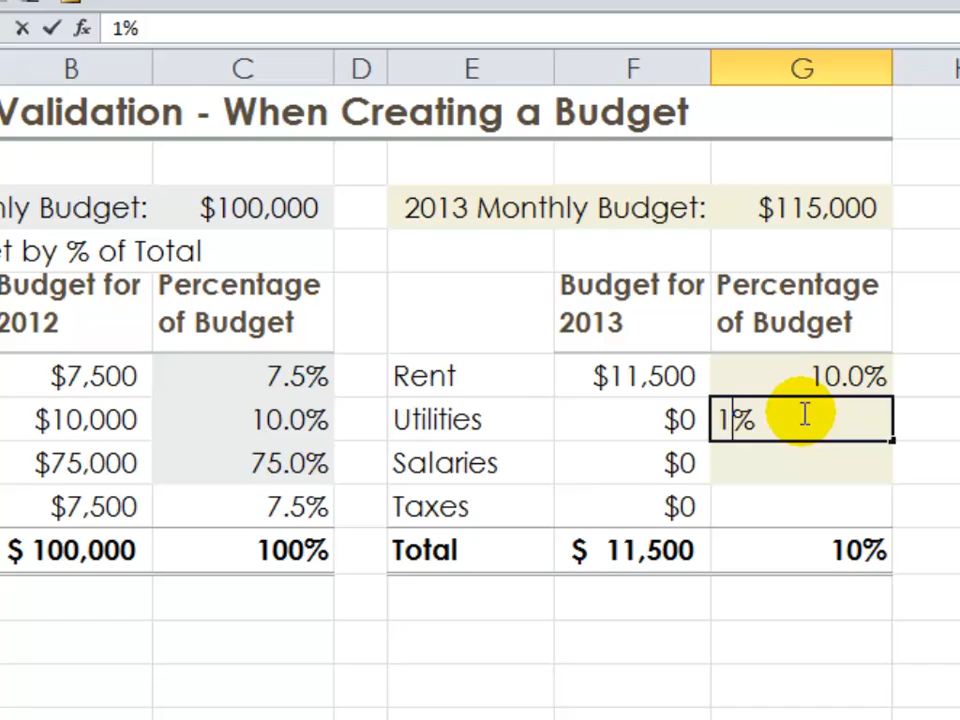 fx 1%
B C D E F G
Validation - When Creating a Budget
Budget: $100,000 2013 Monthly Budget: $115,000
by % of Total
Budget for Percentage Budget for Percentage
2012 of Budget 2013 of Budget
$7,500 7.5% Rent $11,500 10.0%
$10,000 10.0% Utilities $0 1%
$75,000 75.0% Salaries $0
$7,500 7.5% Taxes $0
$ 100,000 100% Total $ 11,500 10%